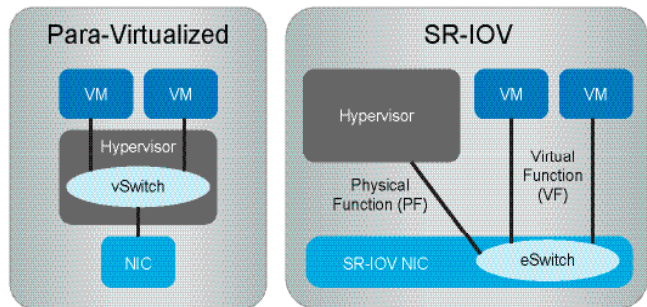 Para-Virtualized
VM
VM
Hypervisor
vSwitch
NIC
SR-IOV
Hypervisor
VM
VM
Physical
Function (PF)
Virtual
Function
(VF)
SR-IOV NIC
eSwitch